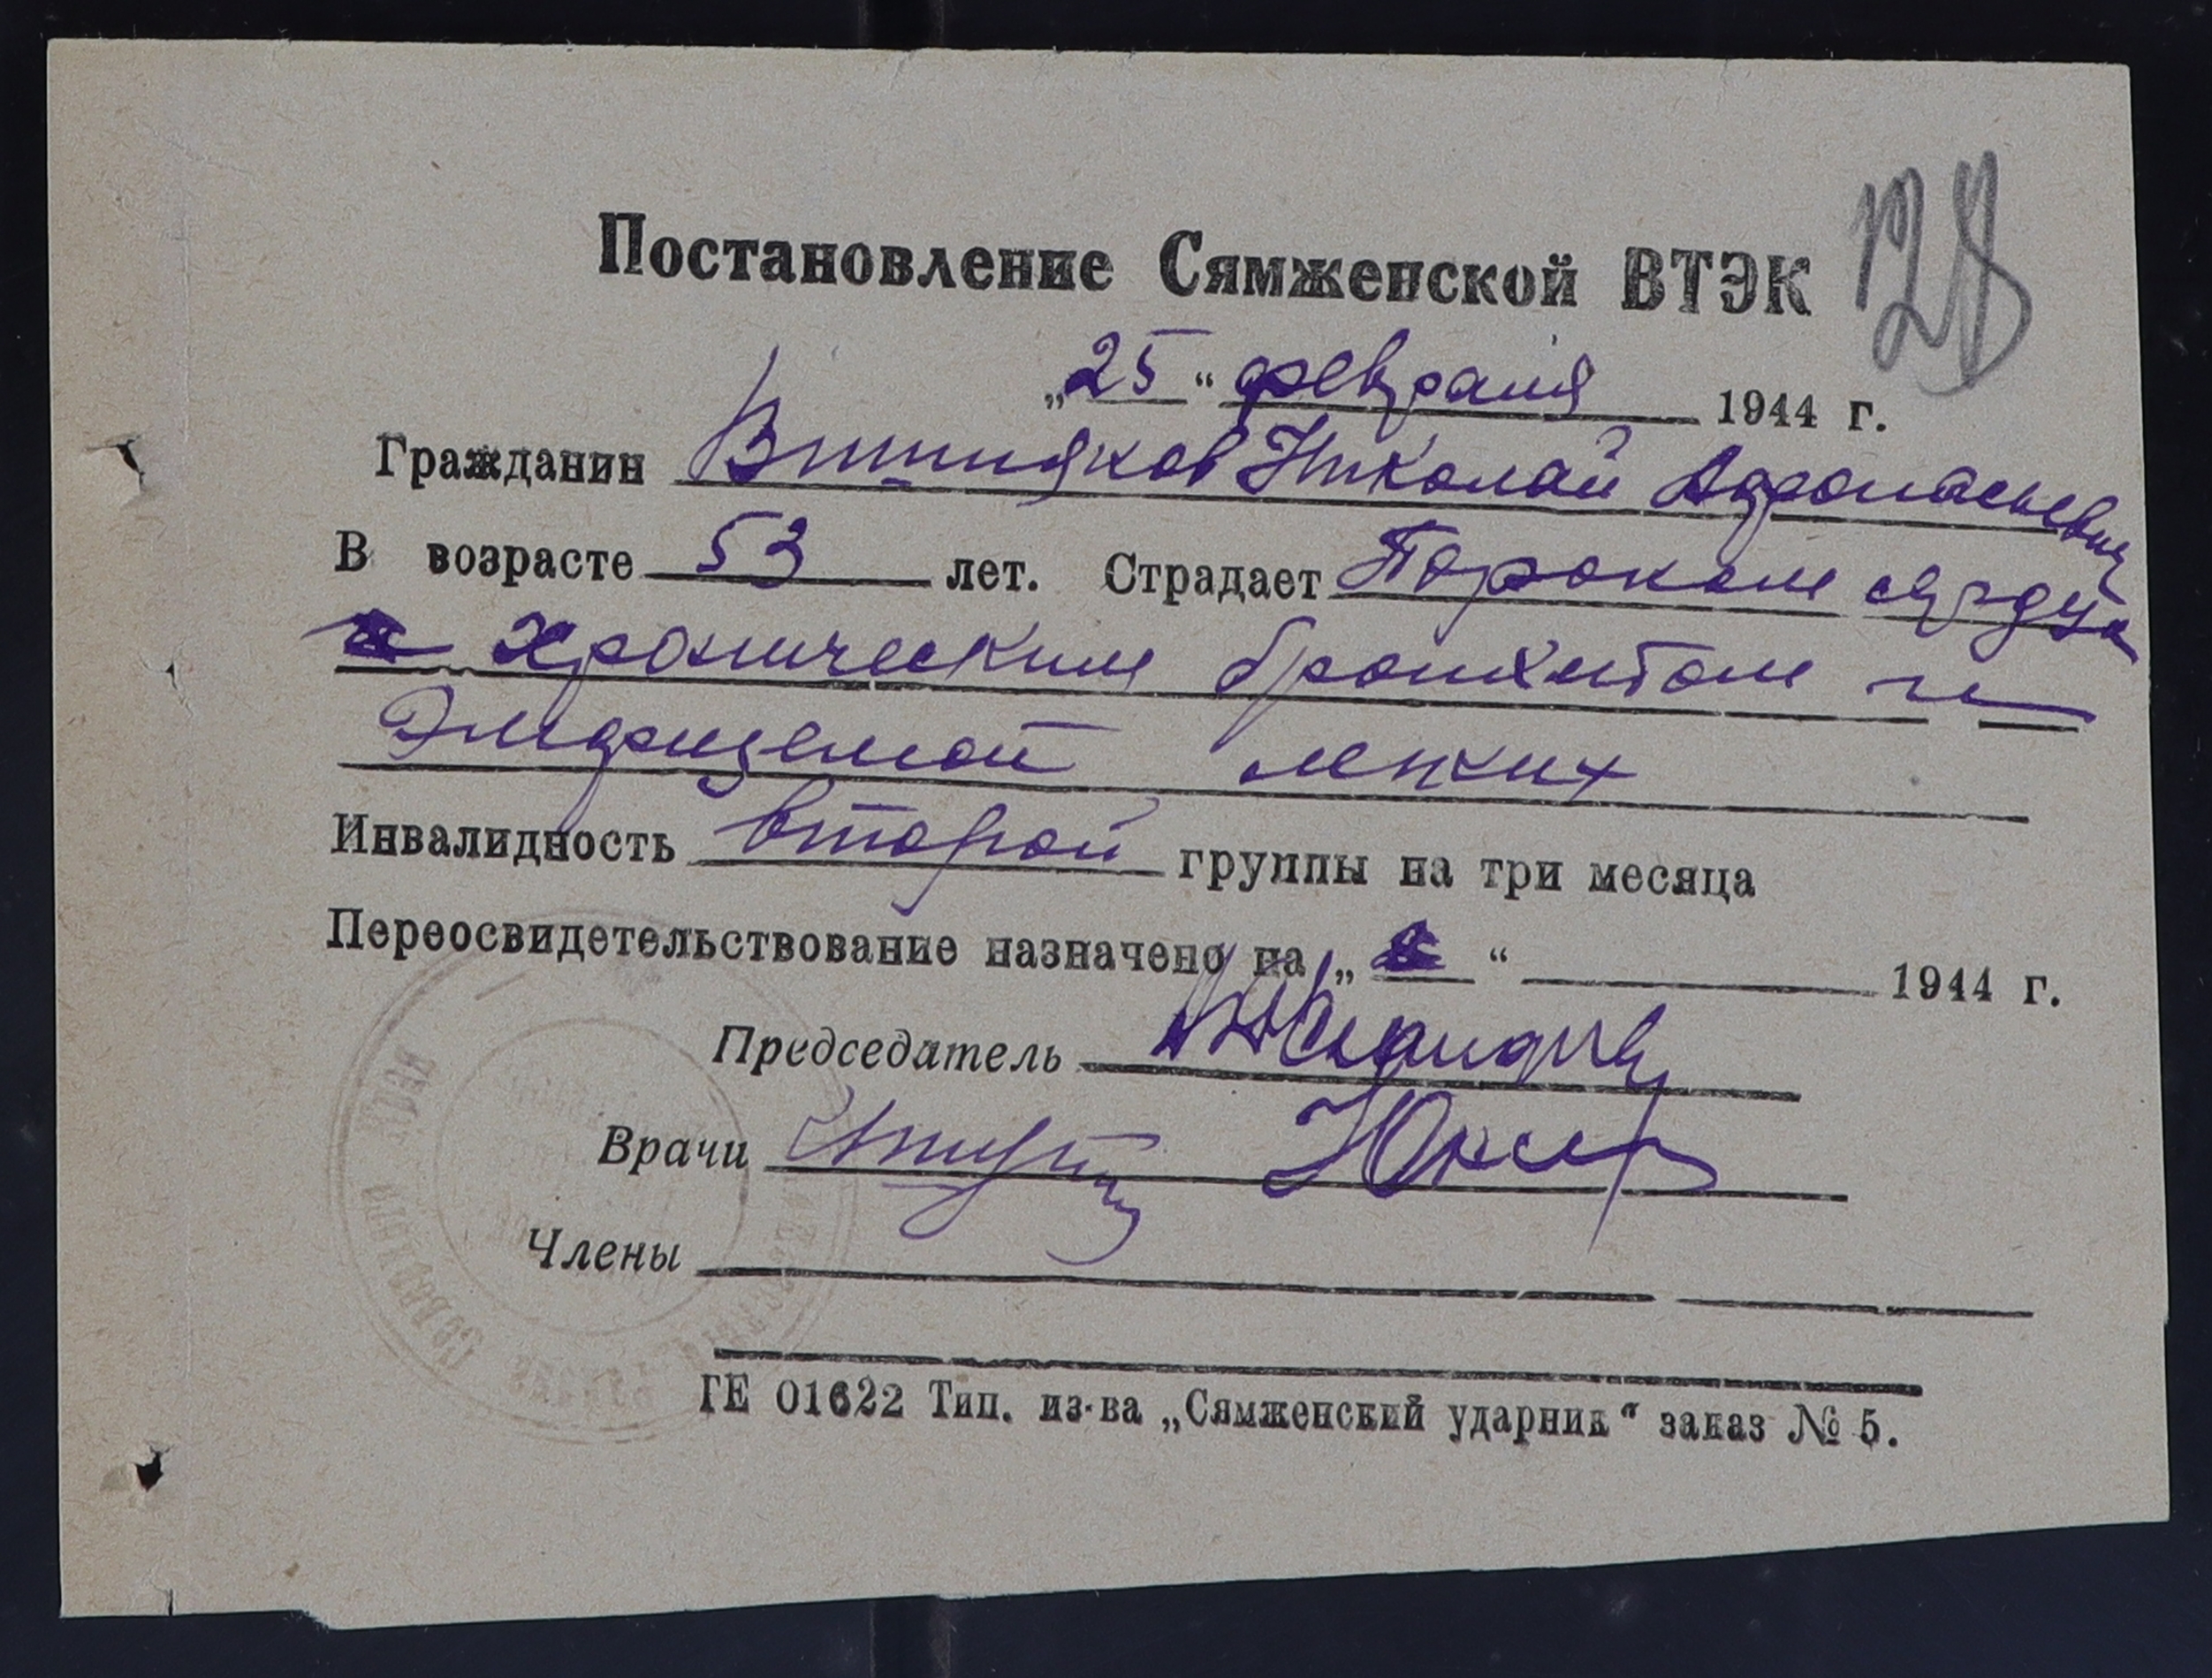 128
Постановление Сямженской ВТЭК
„25“ февраля 1944 г.
Гражданин Вишняков Николай Афонасьевич
В возрасте 53 лет. Страдает Пороком сердца
хроническим бронхитом и
Эмфиземой легких
Инвалидность второй группы на три месяца
Переосвидетельствование назначено на „ “ 1944 г.
Председатель
Врачи
Члены
ГЕ 01622 Тип. из-ва „Сямженский ударник“ заказ № 5.